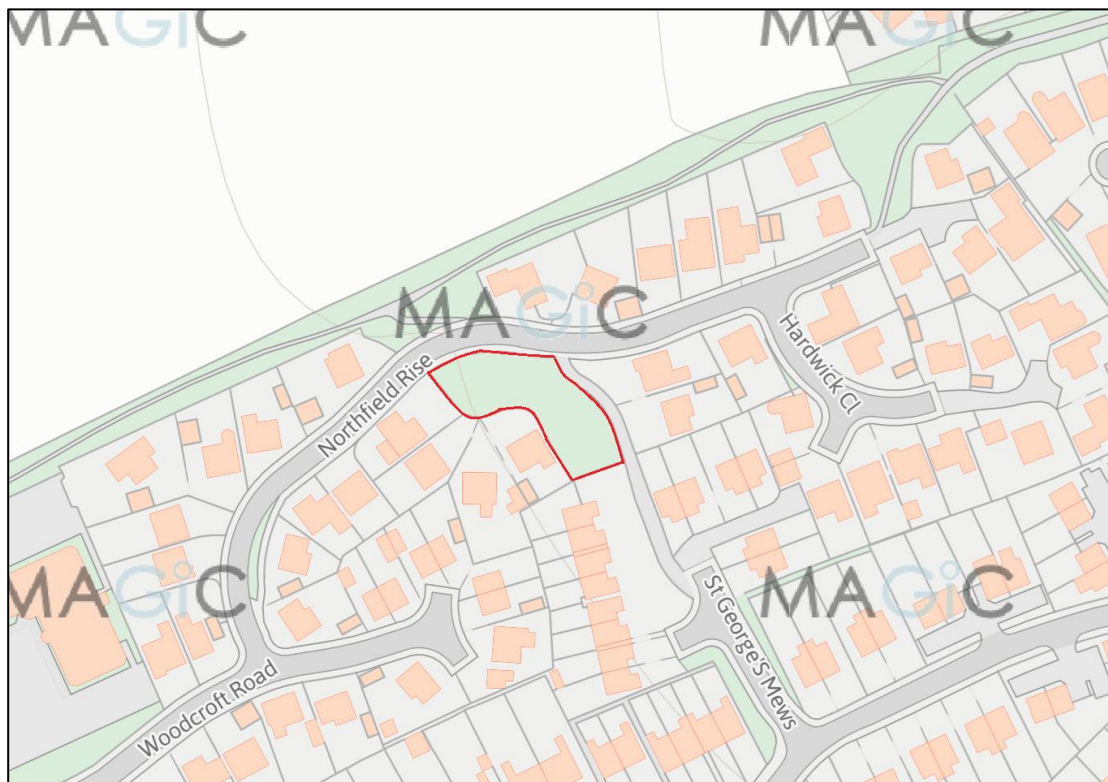 MAGiC
MAGiC
MAGiC
Northfield Rise
Hardwick Cl
MAGiC
MAGiC
St George'S Mews
Woodcroft Road